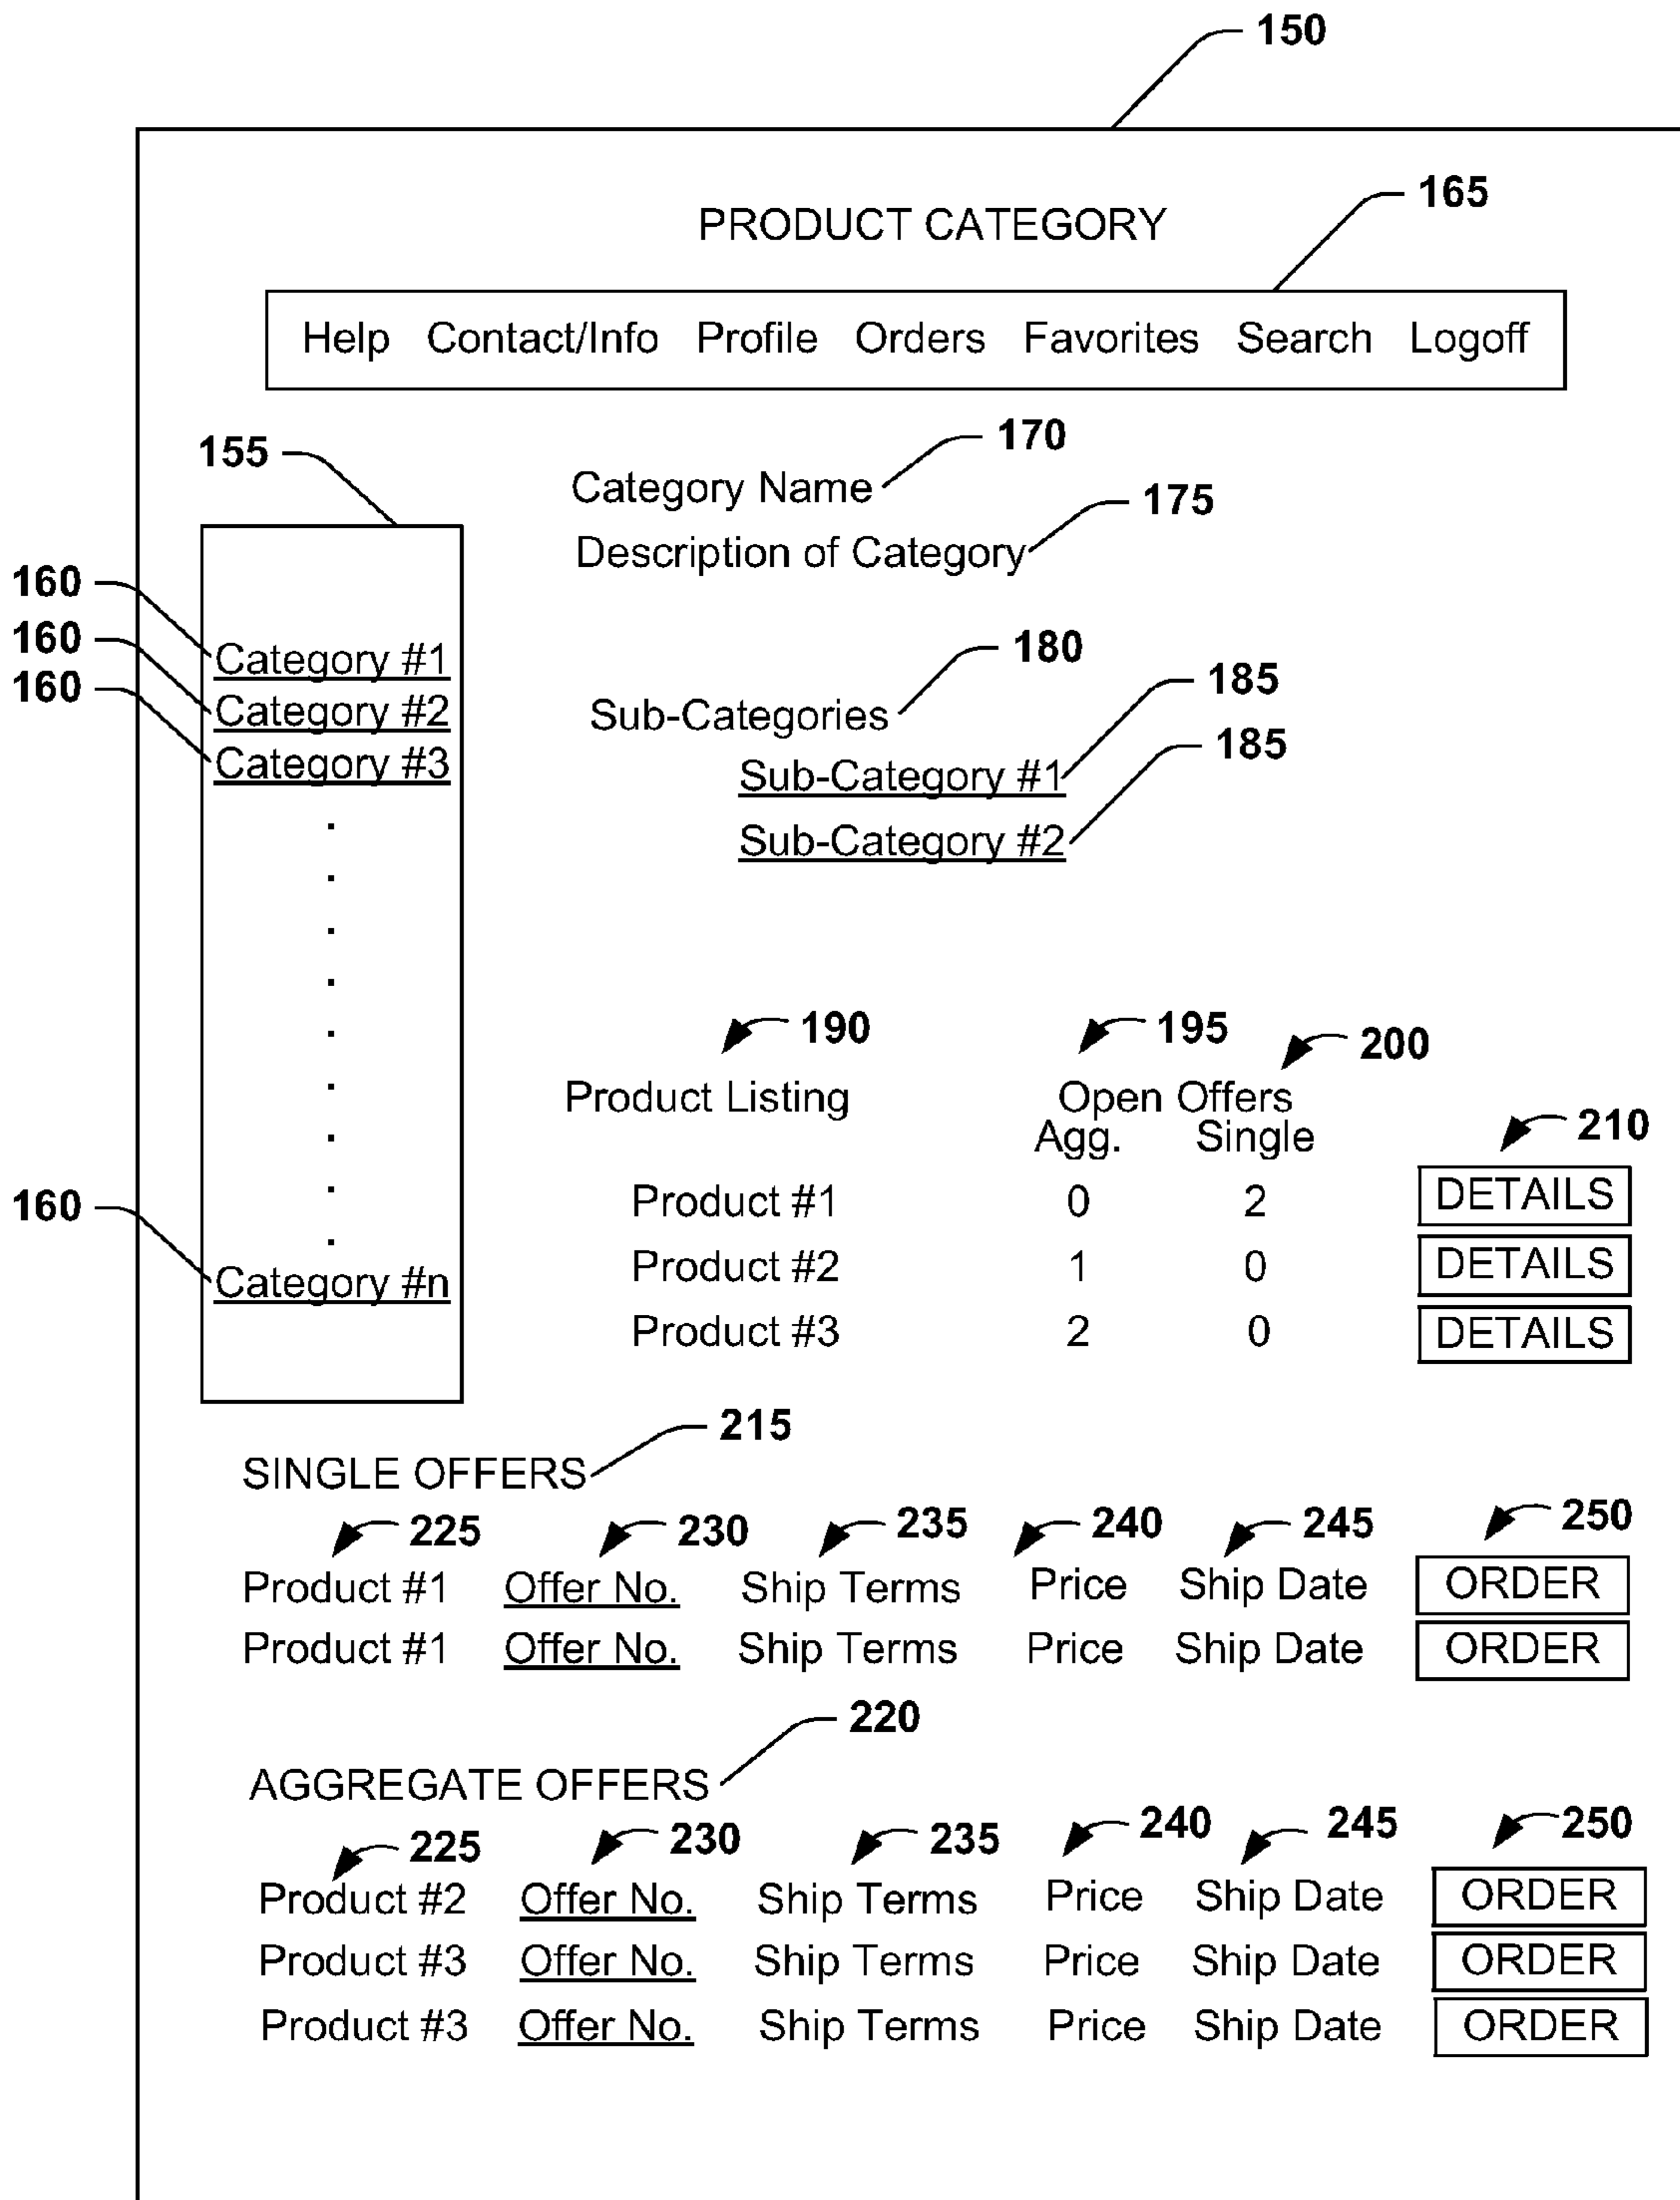 150
PRODUCT CATEGORY
165
Help Contact/Info Profile Orders Favorites Search Logoff
155
170
Category Name
175
Description of Category
160
160
160
Category #1
Category #2
Category #3
.
.
.
.
.
.
.
.
.
160
Category #n
180
Sub-Categories
185
Sub-Category #1
185
Sub-Category #2
190
195
200
Product Listing Open Offers
Agg. Single
210
Product #1 0 2 DETAILS
Product #2 1 0 DETAILS
Product #3 2 0 DETAILS
215
SINGLE OFFERS
225 230 235 240 245 250
Product #1 Offer No. Ship Terms Price Ship Date ORDER
Product #1 Offer No. Ship Terms Price Ship Date ORDER
220
AGGREGATE OFFERS
225 230 235 240 245 250
Product #2 Offer No. Ship Terms Price Ship Date ORDER
Product #3 Offer No. Ship Terms Price Ship Date ORDER
Product #3 Offer No. Ship Terms Price Ship Date ORDER